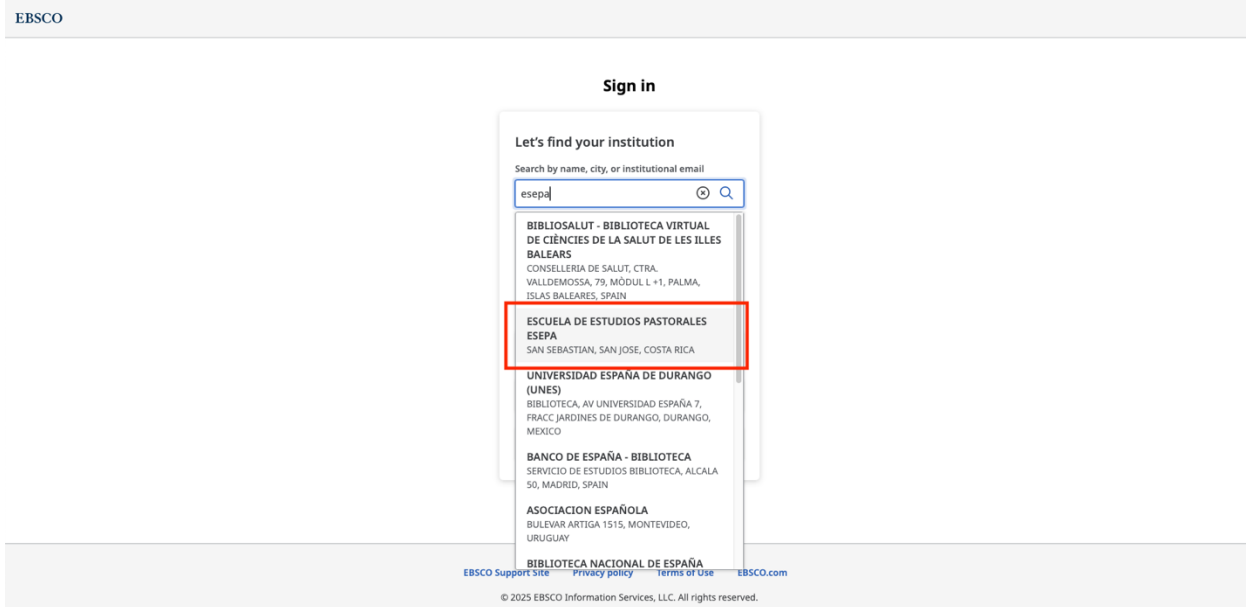 EBSCO
Sign in
Let's find your institution
Search by name, city, or institutional email
esepa
BIBLIOSALUT - BIBLIOTECA VIRTUAL
DE CIÈNCIES DE LA SALUT DE LES ILLES
BALEARS
CONSELLERIA DE SALUT, CTRA.
VALLDEMOSSA, 79, MÒDUL L +1, PALMA,
ISLAS BALEARES, SPAIN
ESCUELA DE ESTUDIOS PASTORALES
ESEPA
SAN SEBASTIAN, SAN JOSE, COSTA RICA
UNIVERSIDAD ESPAÑA DE DURANGO
(UNES)
BIBLIOTECA, AV UNIVERSIDAD ESPAÑA 7,
FRACC JARDINES DE DURANGO, DURANGO,
MEXICO
BANCO DE ESPAÑA - BIBLIOTECA
SERVICIO DE ESTUDIOS BIBLIOTECA, ALCALA
50, MADRID, SPAIN
ASOCIACION ESPAÑOLA
BULEVAR ARTIGA 1515, MONTEVIDEO,
URUGUAY
BIBLIOTECA NACIONAL DE ESPAÑA
EBSCO Support Site Privacy policy Terms of Use EBSCO.com
© 2025 EBSCO Information Services, LLC. All rights reserved.